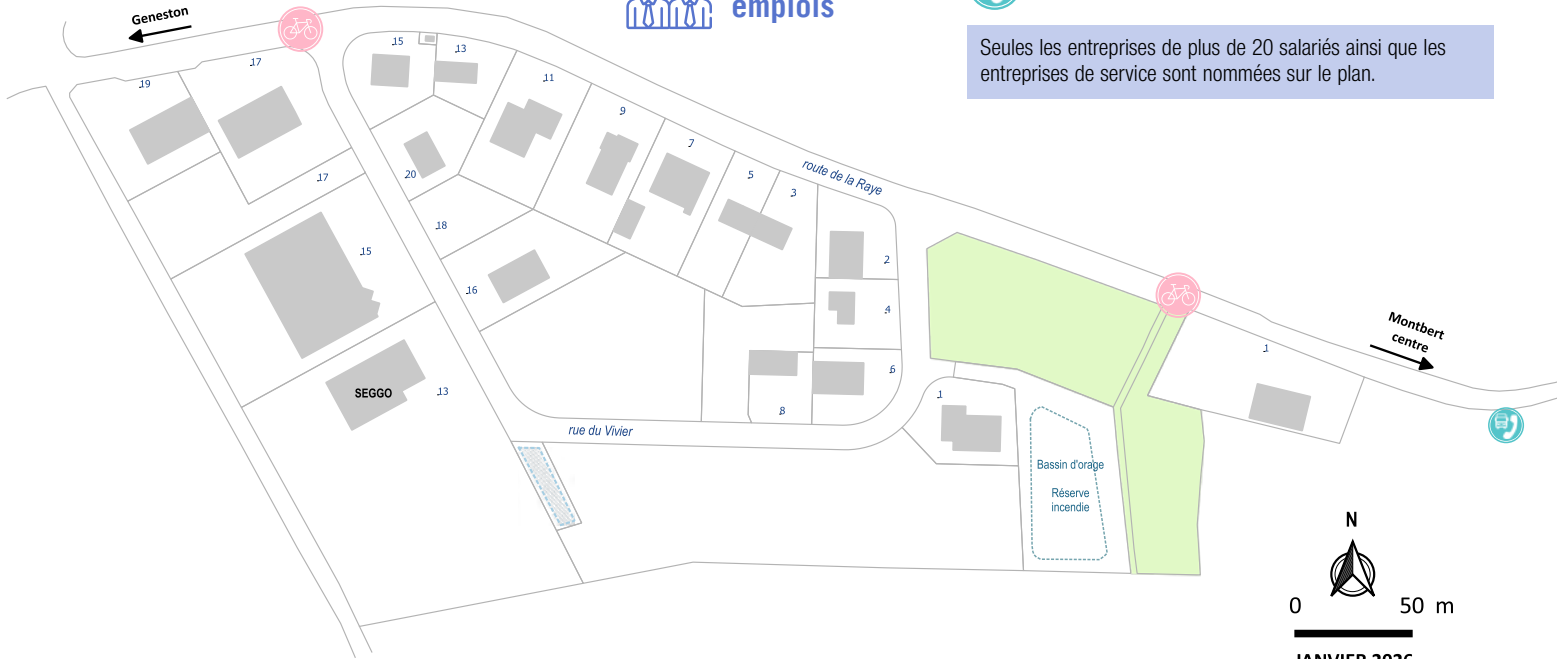 Geneston
emplois
Seules les entreprises de plus de 20 salariés ainsi que les
entreprises de service sont nommées sur le plan.
15
13
17
19
11
9
7
route de la Raye
5
3
20
17
18
15
2
16
4
Montbert
centre
1
6
SEGGO
13
1
8
rue du Vivier
Bassin d'orage
Réserve
incendie
N
0 50 m
JANVIER 2026